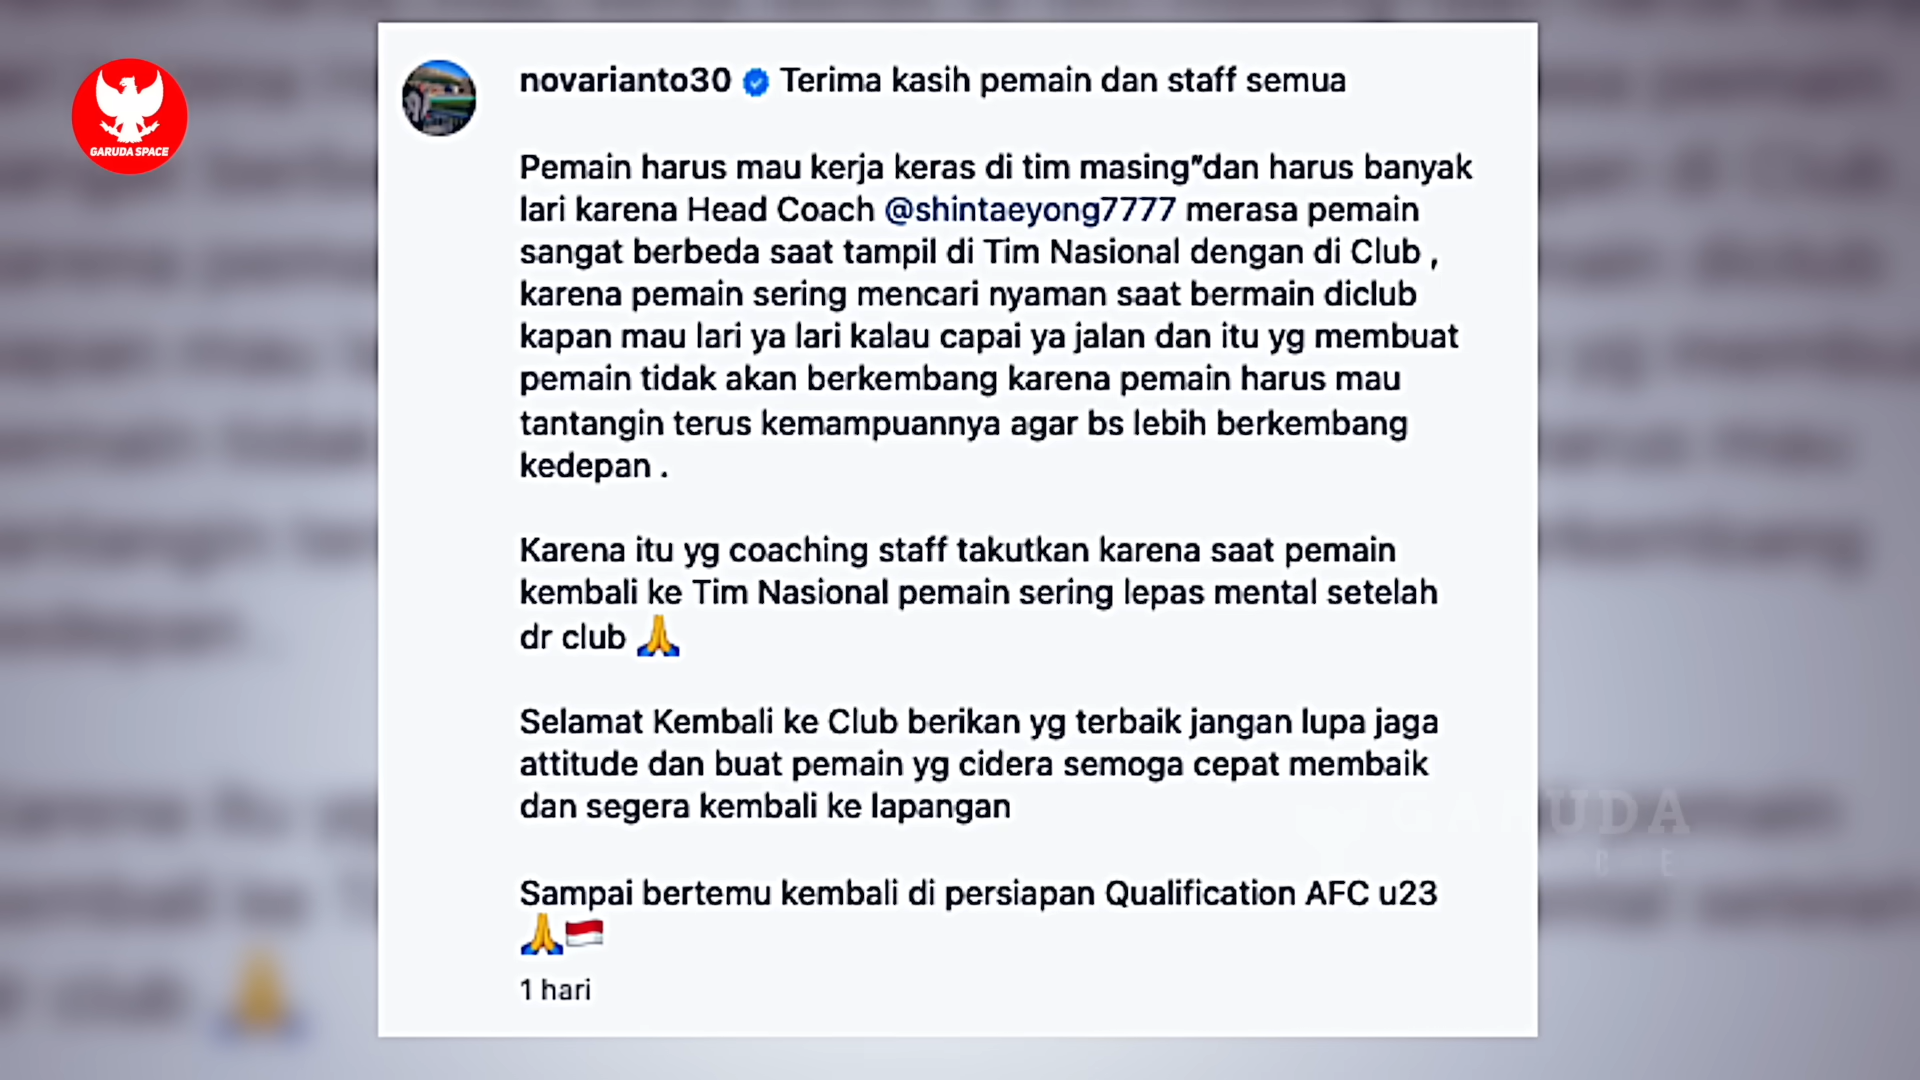 GARUDA SPACE
novarianto30 Terima kasih pemain dan staff semua
Pemain harus mau kerja keras di tim masing"dan harus banyak
lari karena Head Coach @shintaeyong7777 merasa pemain
sangat berbeda saat tampil di Tim Nasional dengan di Club ,
karena pemain sering mencari nyaman saat bermain diclub
kapan mau lari ya lari kalau capai ya jalan dan itu yg membuat
pemain tidak akan berkembang karena pemain harus mau
tantangin terus kemampuannya agar bs lebih berkembang
kedepan .
Karena itu yg coaching staff takutkan karena saat pemain
kembali ke Tim Nasional pemain sering lepas mental setelah
dr club 🙏
Selamat Kembali ke Club berikan yg terbaik jangan lupa jaga
attitude dan buat pemain yg cidera semoga cepat membaik
dan segera kembali ke lapangan
Sampai bertemu kembali di persiapan Qualification AFC u23
🙏🇮🇩
1 hari